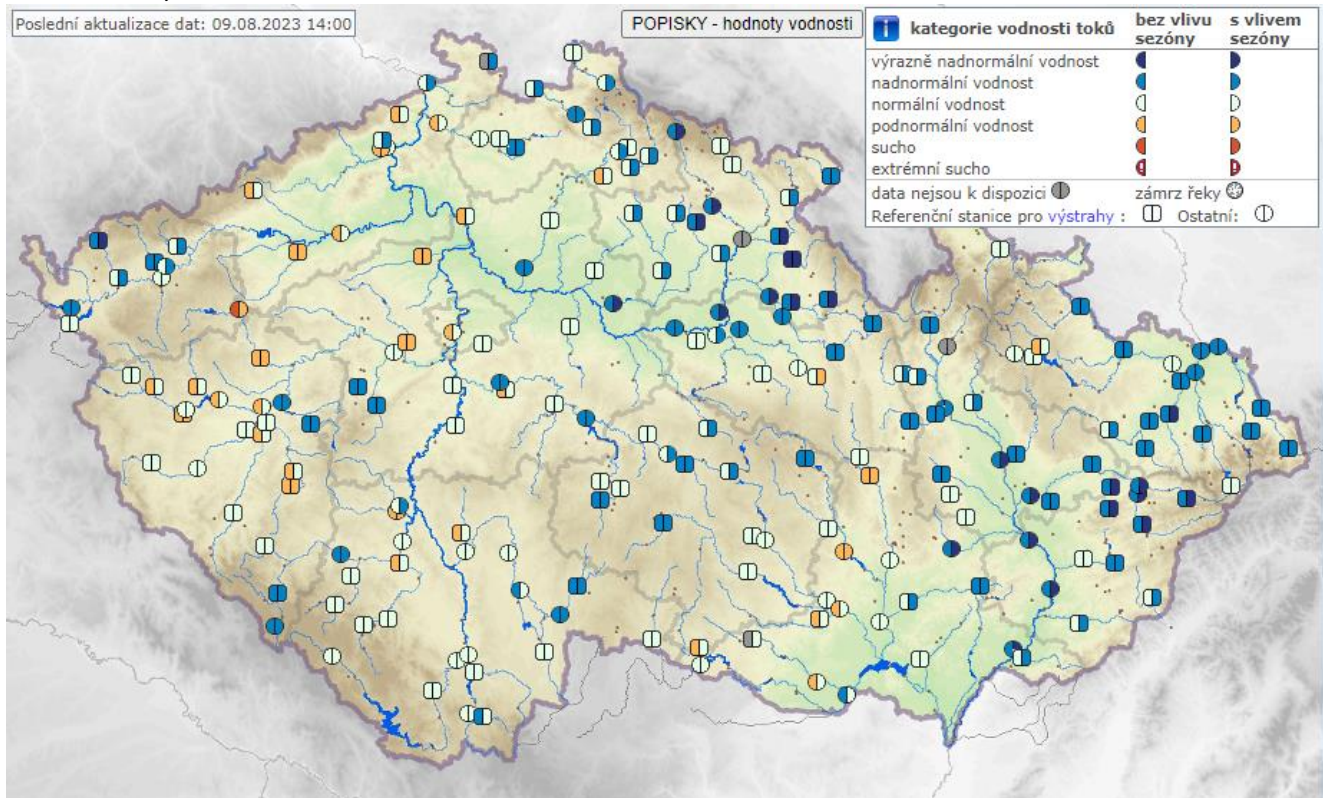 Poslední aktualizace dat: 09.08.2023 14:00
POPISKY - hodnoty vodnosti
i kategorie vodnosti toků
bez vlivu sezóny
s vlivem sezóny
výrazně nadnormální vodnost
nadnormální vodnost
normální vodnost
podnormální vodnost
sucho
extrémní sucho
data nejsou k dispozici
zámrz řeky
Referenční stanice pro výstrahy :
Ostatní: